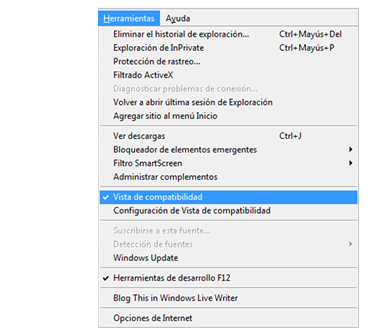 Herramientas Ayuda
Eliminar el historial de exploración... Ctrl+Mayús+Del
Exploración de InPrivate Ctrl+Mayús+P
Protección de rastreo...
Filtrado ActiveX
Diagnosticar problemas de conexión...
Volver a abrir última sesión de Exploración
Agregar sitio al menú Inicio
Ver descargas Ctrl+J
Bloqueador de elementos emergentes
Filtro SmartScreen
Administrar complementos
Vista de compatibilidad
Configuración de Vista de compatibilidad
Suscribirse a esta fuente...
Detección de fuentes
Windows Update
Herramientas de desarrollo F12
Blog This in Windows Live Writer
Opciones de Internet